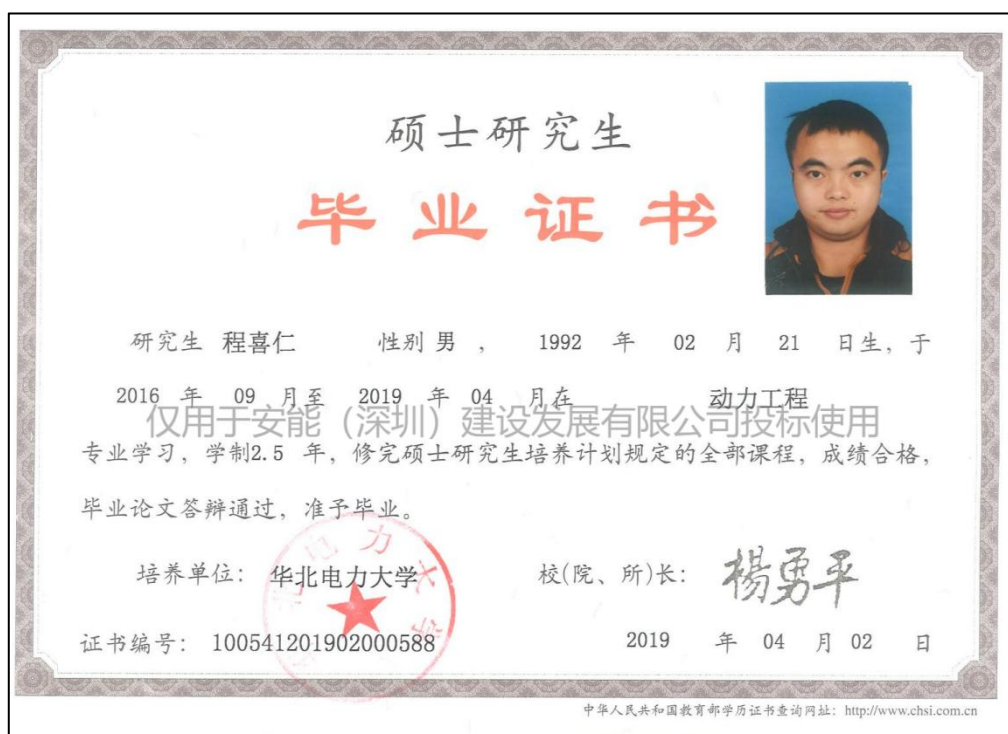 硕士研究生
毕业证书
研究生 程喜仁 性别 男 ， 1992 年 02 月 21 日生，于
2016 年 09 月至 2019 年 04 月在 动力工程
仅用于安能（深圳）建设发展有限公司投标使用
专业学习，学制2.5 年，修完硕士研究生培养计划规定的全部课程，成绩合格，
毕业论文答辩通过，准予毕业。
培养单位： 华北电力大学 校(院、所)长： 楊勇平
证书编号： 100541201902000588 2019 年 04 月 02 日
中华人民共和国教育部学历证书查询网址：http://www.chsi.com.cn